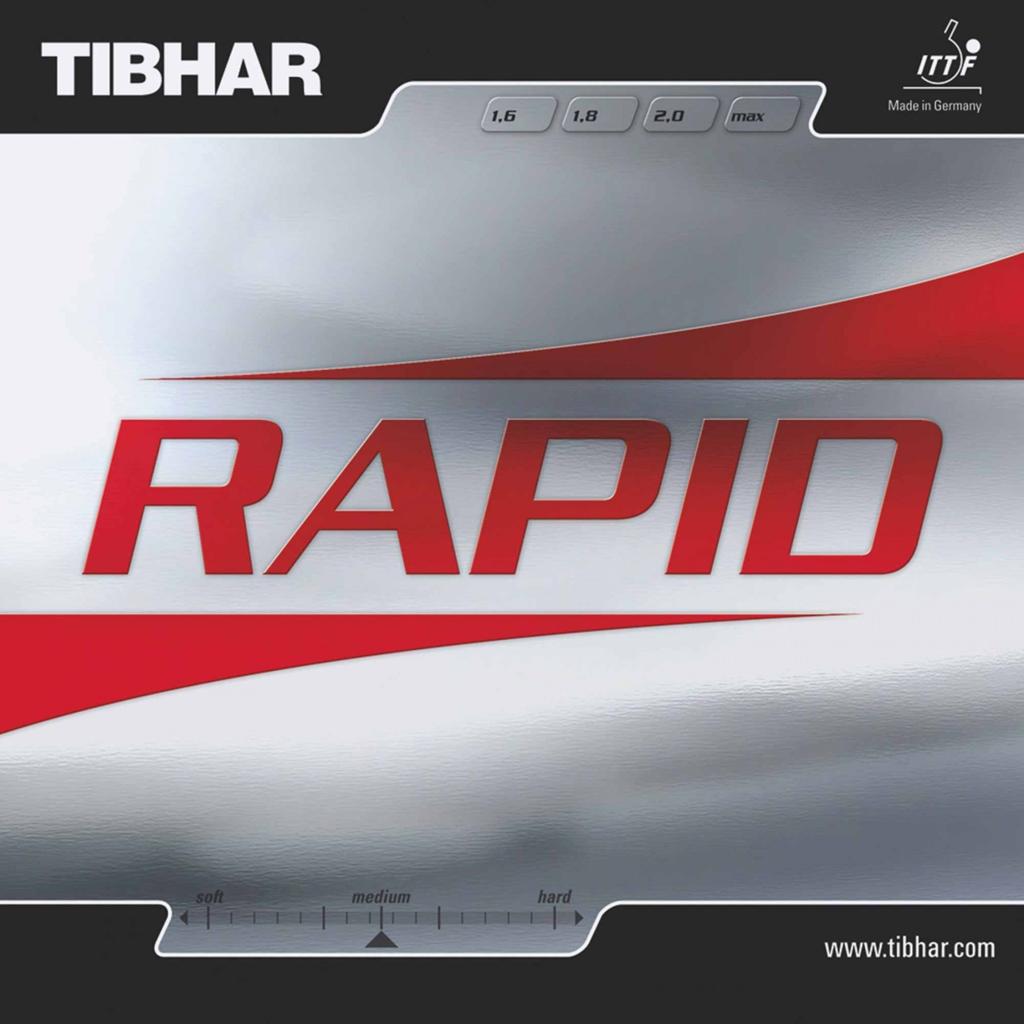 TIBHAR
1,6 1,8 2,0 max
ITTF
Made in Germany
RAPID
soft medium hard
www.tibhar.com